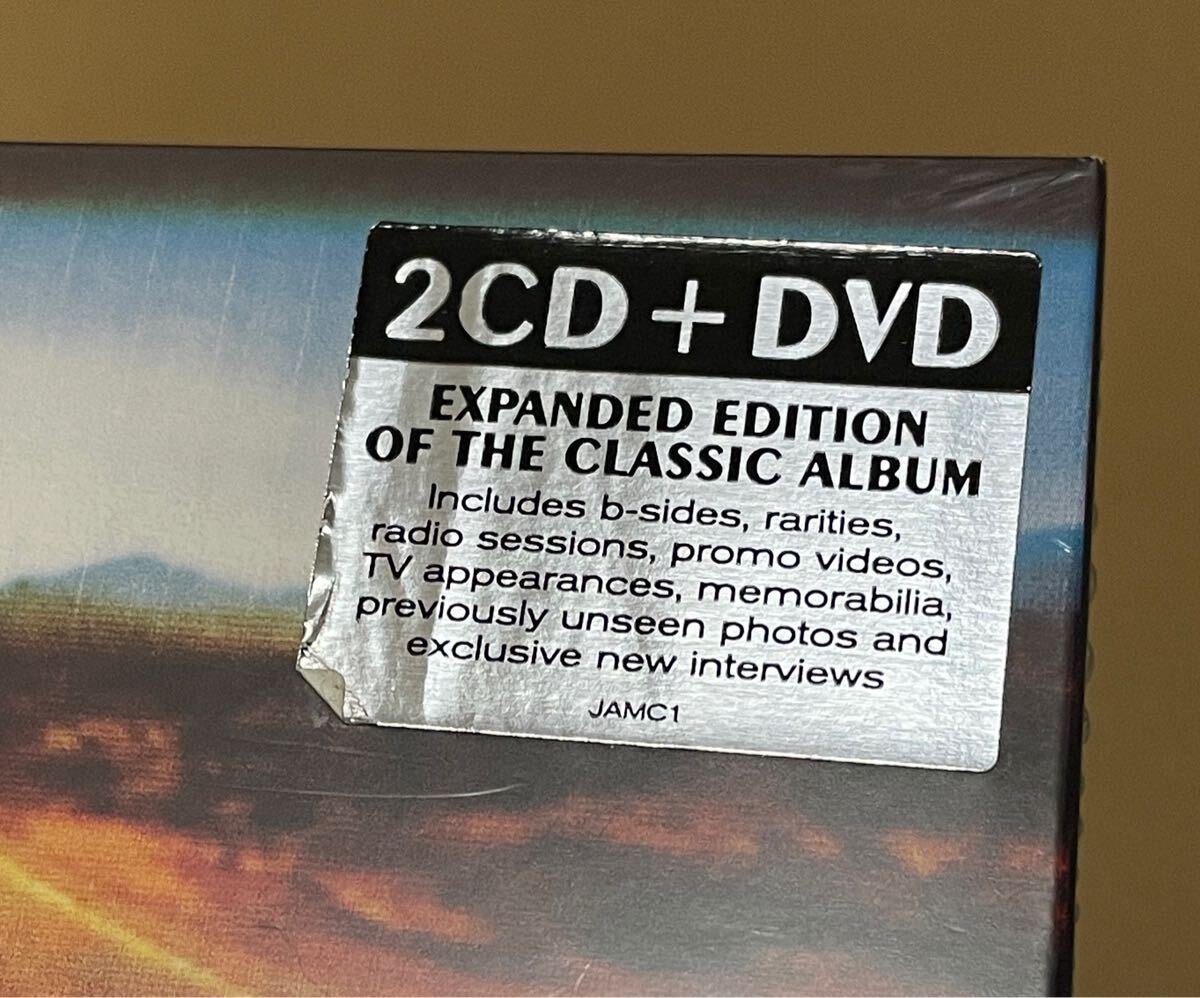 2CD + DVD
EXPANDED EDITION
OF THE CLASSIC ALBUM
Includes b-sides, rarities,
radio sessions, promo videos,
TV appearances, memorabilia,
previously unseen photos and
exclusive new interviews
JAMC1